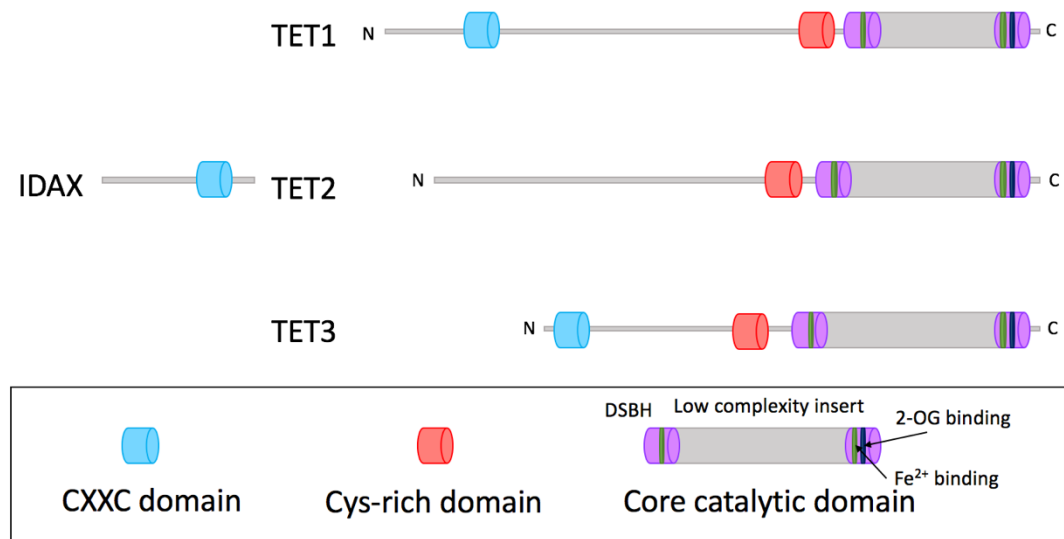 TET1 N C
IDAX TET2 N C
TET3 N C
DSBH Low complexity insert 2-OG binding
Fe²⁺ binding
CXXC domain Cys-rich domain Core catalytic domain